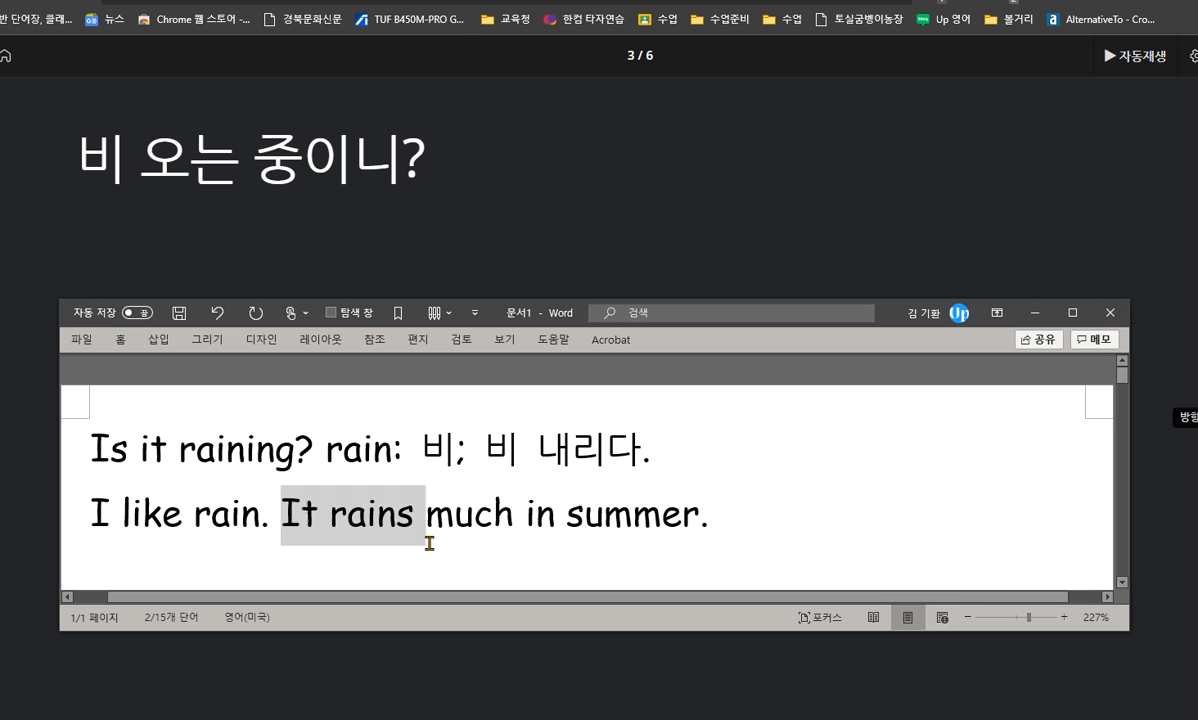 반 단어장, 클래... 뉴스 Chrome 웹 스토어 -... 경북문화신문 TUF B450M-PRO G... 교육청 한컴 타자연습 수업 수업준비 수업 토실굼벵이농장 Up 영어 볼거리 AlternativeTo - Cro...
3 / 6 ▶ 자동재생
비 오는 중이니?
자동 저장 끔 탐색 창 문서1 - Word 검색 김 기환 Up
파일 홈 삽입 그리기 디자인 레이아웃 참조 편지 검토 보기 도움말 Acrobat 공유 메모
방향
Is it raining? rain: 비; 비 내리다.
I like rain. It rains much in summer.
1/1 페이지 2/15개 단어 영어(미국) 포커스 227%